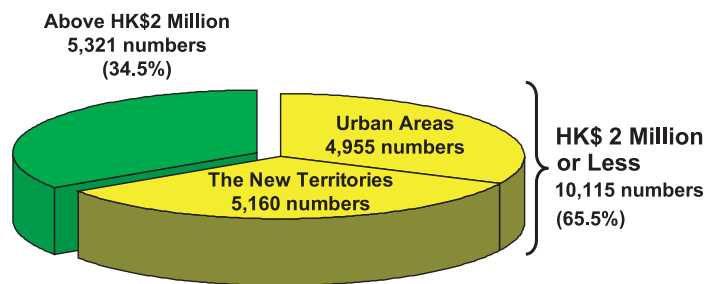 Above HK$2 Million
5,321 numbers
(34.5%)
Urban Areas
4,955 numbers
The New Territories
5,160 numbers
HK$ 2 Million
or Less
10,115 numbers
(65.5%)